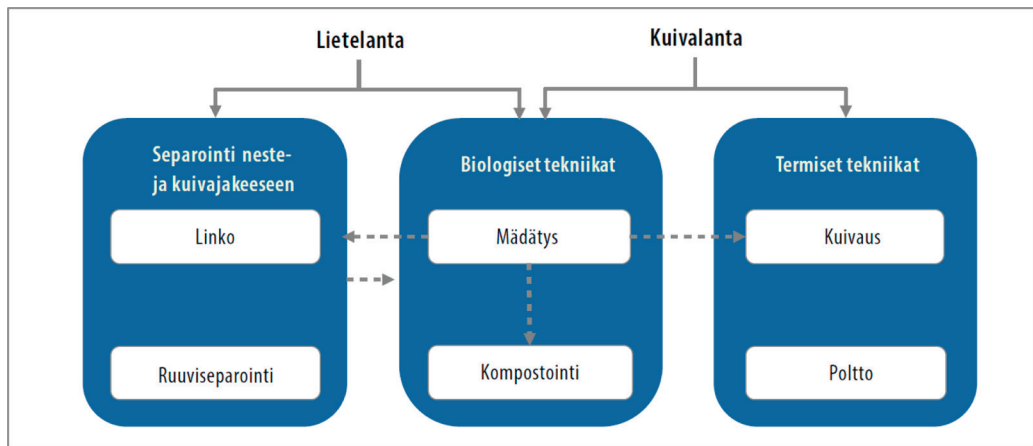 Lietelanta
Kuivalanta
Separointi neste-
ja kuivajakeeseen
Linko
Ruuviseparointi
Biologiset tekniikat
Mädätys
Kompostointi
Termiset tekniikat
Kuivaus
Poltto